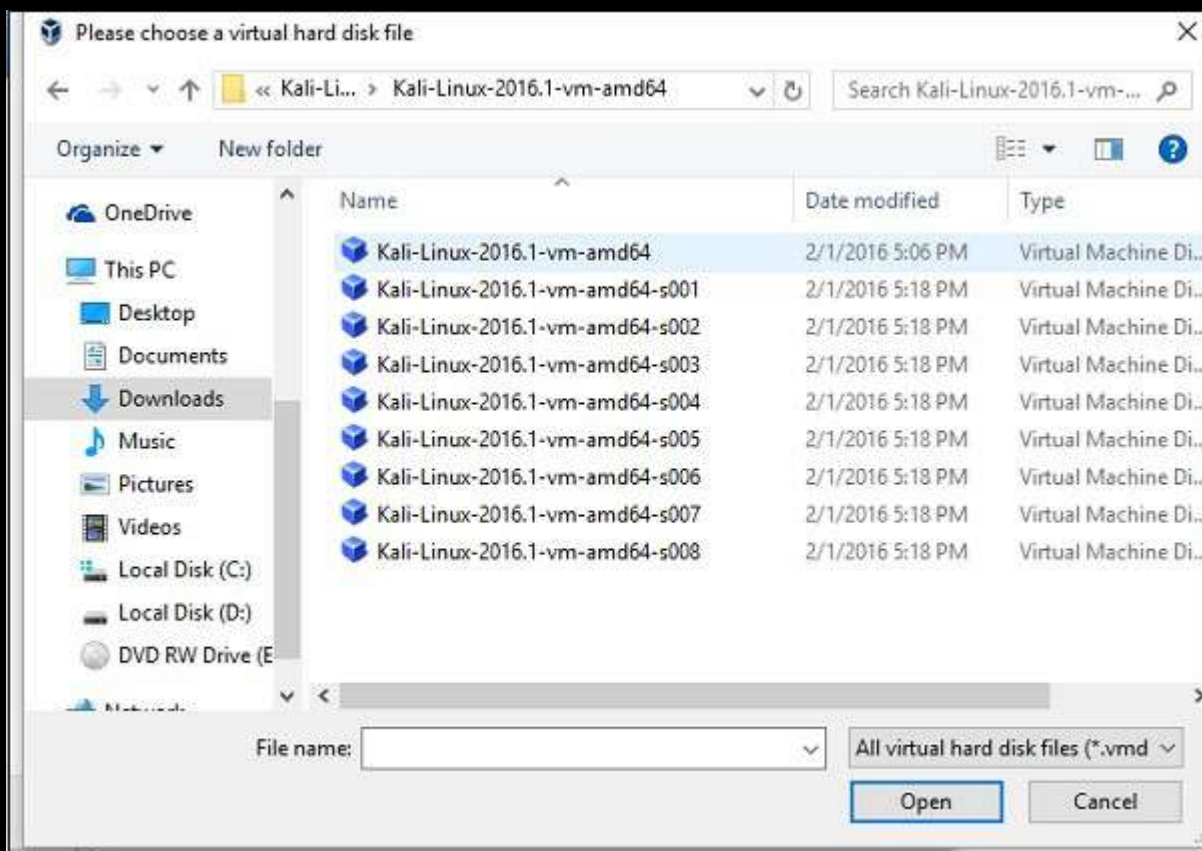 Please choose a virtual hard disk file
« Kali-Li... › Kali-Linux-2016.1-vm-amd64
Search Kali-Linux-2016.1-vm-...
Organize New folder
OneDrive
This PC
Desktop
Documents
Downloads
Music
Pictures
Videos
Local Disk (C:)
Local Disk (D:)
DVD RW Drive (E
Network
Name Date modified Type
Kali-Linux-2016.1-vm-amd64 2/1/2016 5:06 PM Virtual Machine Di...
Kali-Linux-2016.1-vm-amd64-s001 2/1/2016 5:18 PM Virtual Machine Di...
Kali-Linux-2016.1-vm-amd64-s002 2/1/2016 5:18 PM Virtual Machine Di...
Kali-Linux-2016.1-vm-amd64-s003 2/1/2016 5:18 PM Virtual Machine Di...
Kali-Linux-2016.1-vm-amd64-s004 2/1/2016 5:18 PM Virtual Machine Di...
Kali-Linux-2016.1-vm-amd64-s005 2/1/2016 5:18 PM Virtual Machine Di...
Kali-Linux-2016.1-vm-amd64-s006 2/1/2016 5:18 PM Virtual Machine Di...
Kali-Linux-2016.1-vm-amd64-s007 2/1/2016 5:18 PM Virtual Machine Di...
Kali-Linux-2016.1-vm-amd64-s008 2/1/2016 5:18 PM Virtual Machine Di...
File name:
All virtual hard disk files (*.vmd
Open Cancel